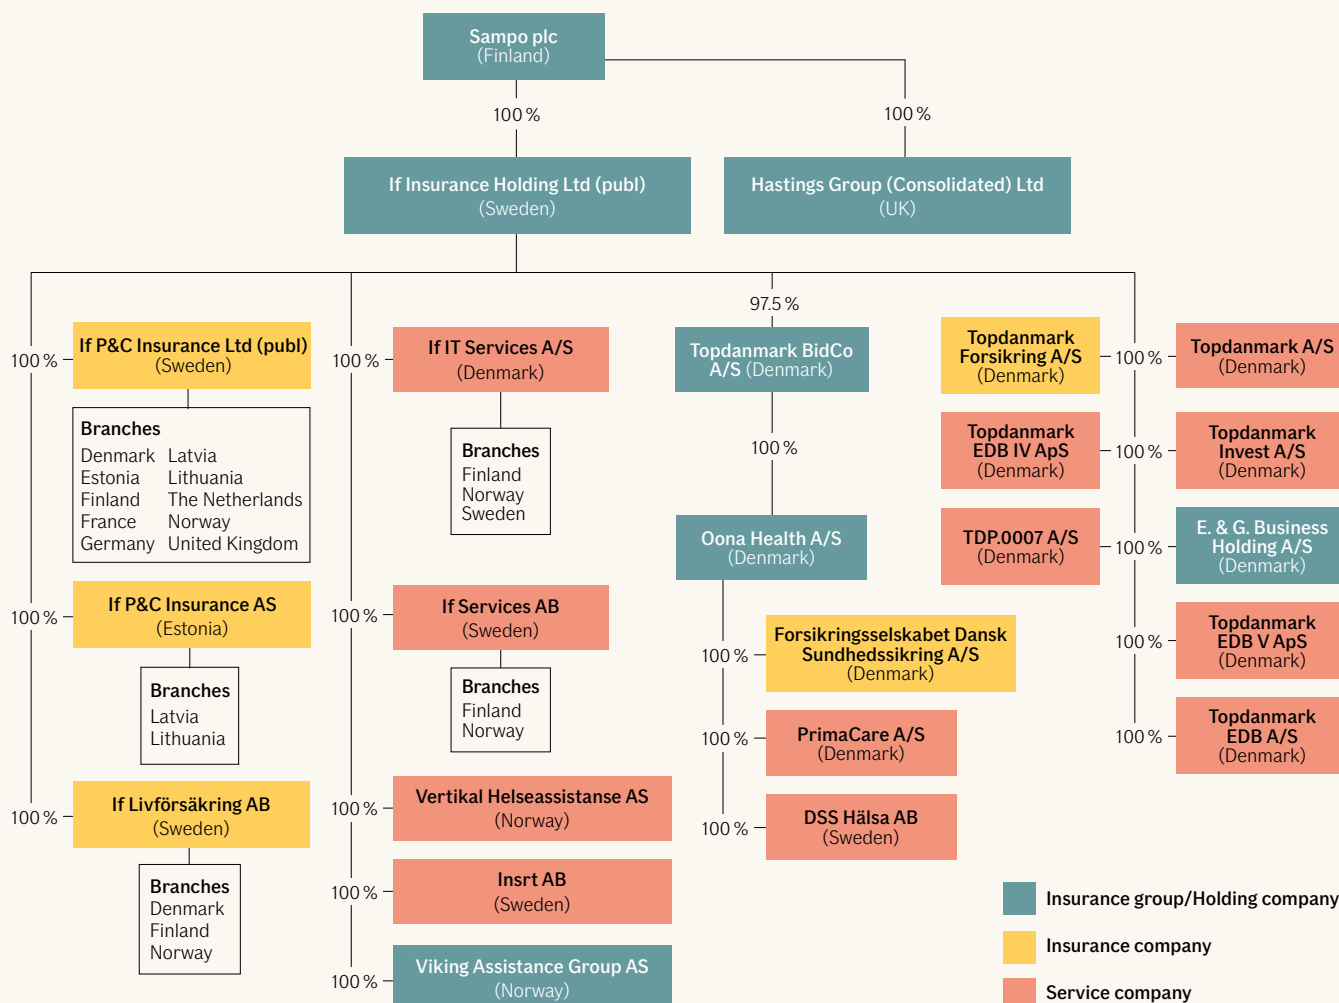 Sampo plc
(Finland)
100 %
100 %
If Insurance Holding Ltd (publ)
(Sweden)
Hastings Group (Consolidated) Ltd
(UK)
100 %
If P&C Insurance Ltd (publ)
(Sweden)
Branches
Denmark Latvia
Estonia Lithuania
Finland The Netherlands
France Norway
Germany United Kingdom
100 %
If P&C Insurance AS
(Estonia)
Branches
Latvia
Lithuania
100 %
If Livförsäkring AB
(Sweden)
Branches
Denmark
Finland
Norway
100 %
If IT Services A/S
(Denmark)
Branches
Finland
Norway
Sweden
100 %
If Services AB
(Sweden)
Branches
Finland
Norway
100 %
Vertikal Helseassistanse AS
(Norway)
100 %
Insrt AB
(Sweden)
100 %
Viking Assistance Group AS
(Norway)
97.5 %
Topdanmark BidCo
A/S (Denmark)
100 %
Oona Health A/S
(Denmark)
100 %
Forsikringsselskabet Dansk
Sundhedssikring A/S
(Denmark)
100 %
PrimaCare A/S
(Denmark)
100 %
DSS Hälsa AB
(Sweden)
Topdanmark
Forsikring A/S
(Denmark)
100 %
Topdanmark A/S
(Denmark)
Topdanmark
EDB IV ApS
(Denmark)
100 %
Topdanmark
Invest A/S
(Denmark)
TDP.0007 A/S
(Denmark)
100 %
E. & G. Business
Holding A/S
(Denmark)
100 %
Topdanmark
EDB V ApS
(Denmark)
100 %
Topdanmark
EDB A/S
(Denmark)
Insurance group/Holding company
Insurance company
Service company